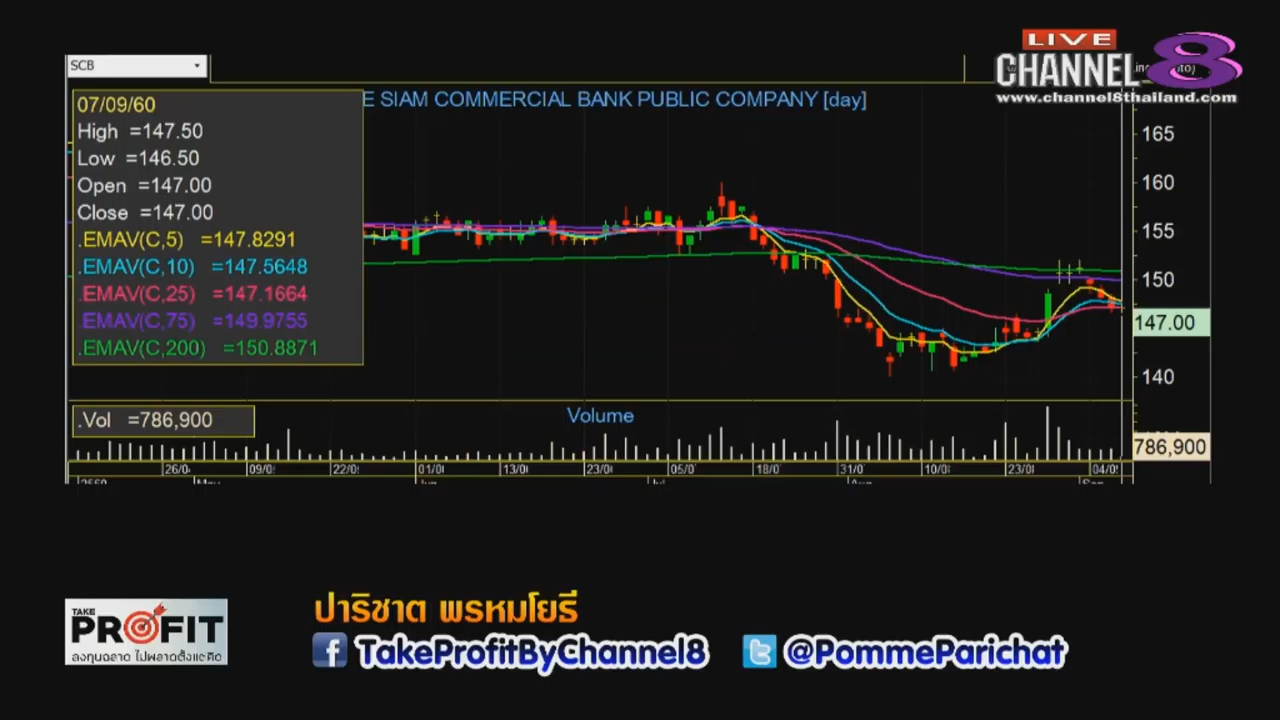 SCB
LIVE
CHANNEL 8
www.channel8thailand.com
E SIAM COMMERCIAL BANK PUBLIC COMPANY [day]
07/09/60
High =147.50
Low =146.50
Open =147.00
Close =147.00
.EMAV(C,5) =147.8291
.EMAV(C,10) =147.5648
.EMAV(C,25) =147.1664
.EMAV(C,75) =149.9755
.EMAV(C,200) =150.8871
165
160
155
150
147.00
140
.Vol =786,900
Volume
786,900
26/0 09/0 22/0 01/0 13/0 23/0 05/0 18/0 31/0 10/0 23/0 04/0
TAKE
PROFIT
ลงทุนฉลาด ไม่พลาดตั้งแต่คิด
ปาริชาต พรหมโยธี
TakeProfitByChannel8
@PommeParichat